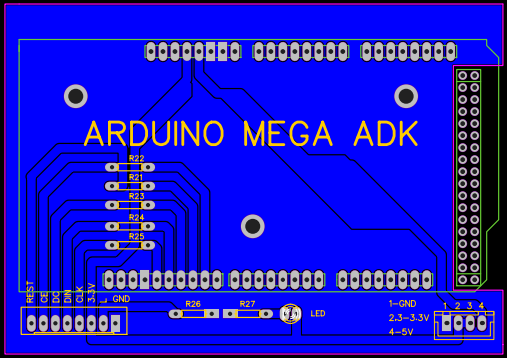 ARDUINO MEGA ADK
R22
R21
R23
R24
R25
REST
CE
DC
DIN
CLK
3.3V
L
GND
R26
R27
LED
1-GND
2.3-3.3V
4-5V
1 2 3 4